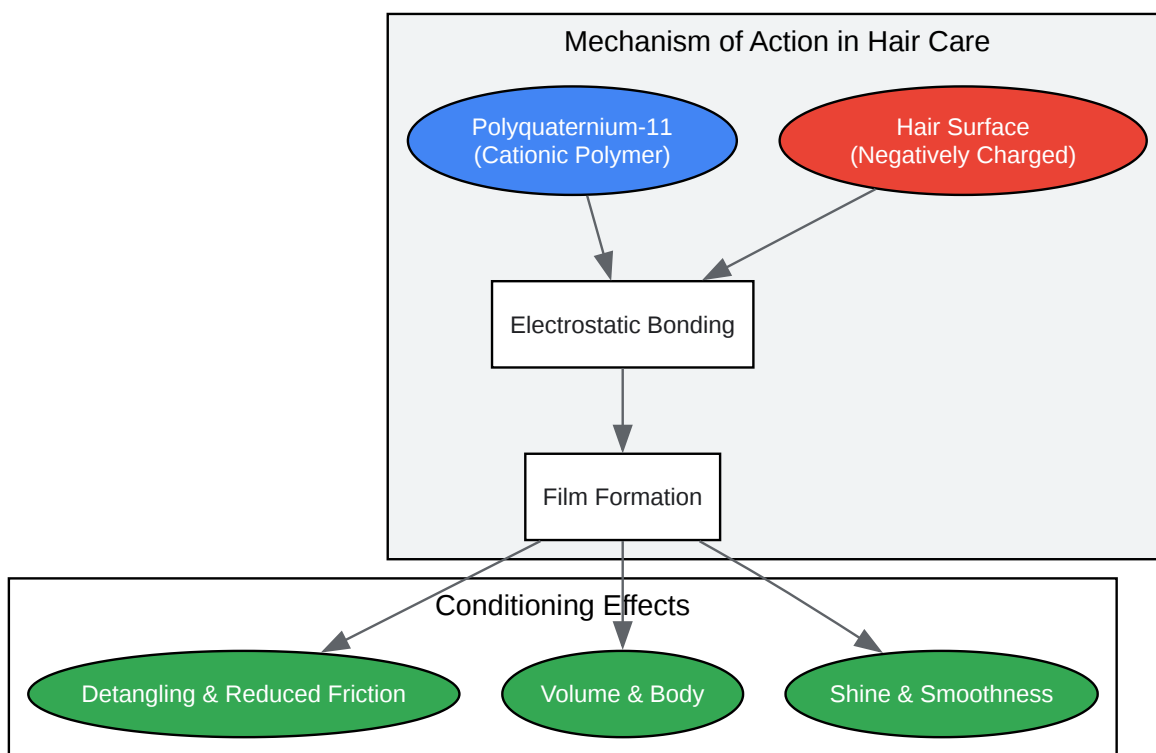 Mechanism of Action in Hair Care
Polyquaternium-11
(Cationic Polymer)
Hair Surface
(Negatively Charged)
Electrostatic Bonding
Film Formation
Conditioning Effects
Detangling & Reduced Friction
Volume & Body
Shine & Smoothness